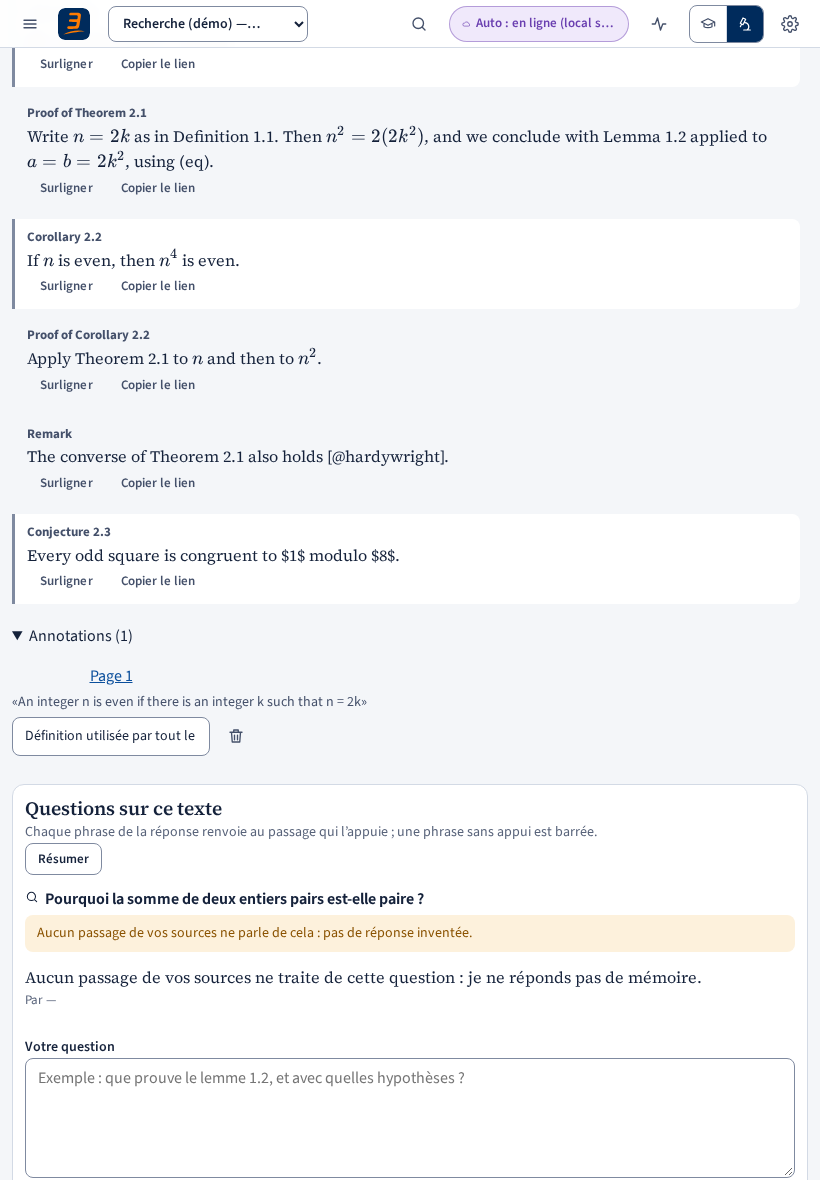 Recherche (démo) —...
Auto : en ligne (local s...
Surligner Copier le lien
Proof of Theorem 2.1
Write n = 2k as in Definition 1.1. Then n² = 2(2k²), and we conclude with Lemma 1.2 applied to
a = b = 2k², using (eq).
Surligner Copier le lien
Corollary 2.2
If n is even, then n⁴ is even.
Surligner Copier le lien
Proof of Corollary 2.2
Apply Theorem 2.1 to n and then to n².
Surligner Copier le lien
Remark
The converse of Theorem 2.1 also holds [@hardywright].
Surligner Copier le lien
Conjecture 2.3
Every odd square is congruent to $1$ modulo $8$.
Surligner Copier le lien
Annotations (1)
Page 1
«An integer n is even if there is an integer k such that n = 2k»
Définition utilisée par tout le
Questions sur ce texte
Chaque phrase de la réponse renvoie au passage qui l’appuie ; une phrase sans appui est barrée.
Résumer
Pourquoi la somme de deux entiers pairs est-elle paire ?
Aucun passage de vos sources ne parle de cela : pas de réponse inventée.
Aucun passage de vos sources ne traite de cette question : je ne réponds pas de mémoire.
Par —
Votre question
Exemple : que prouve le lemme 1.2, et avec quelles hypothèses ?